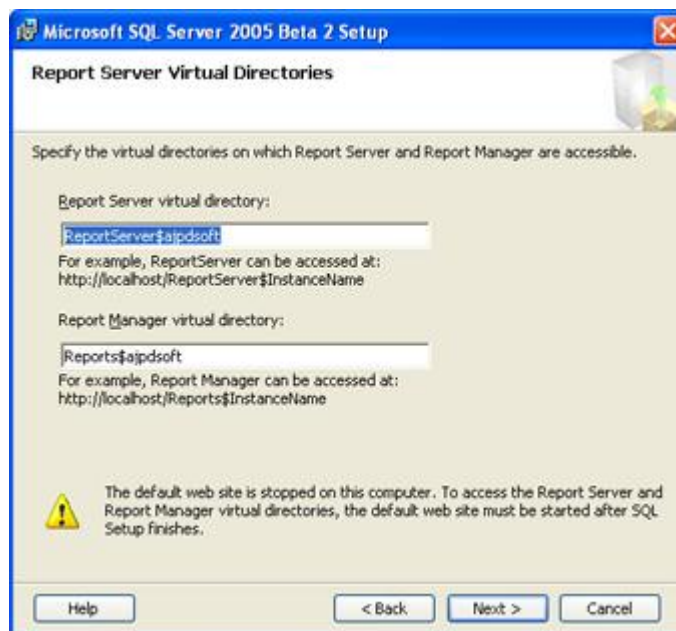 Microsoft SQL Server 2005 Beta 2 Setup
Report Server Virtual Directories
Specify the virtual directories on which Report Server and Report Manager are accessible.
Report Server virtual directory:
ReportServer$ajpdsoft
For example, ReportServer can be accessed at:
http://localhost/ReportServer$InstanceName
Report Manager virtual directory:
Reports$ajpdsoft
For example, Report Manager can be accessed at:
http://localhost/Reports$InstanceName
The default web site is stopped on this computer. To access the Report Server and
Report Manager virtual directories, the default web site must be started after SQL
Setup finishes.
Help
< Back
Next >
Cancel